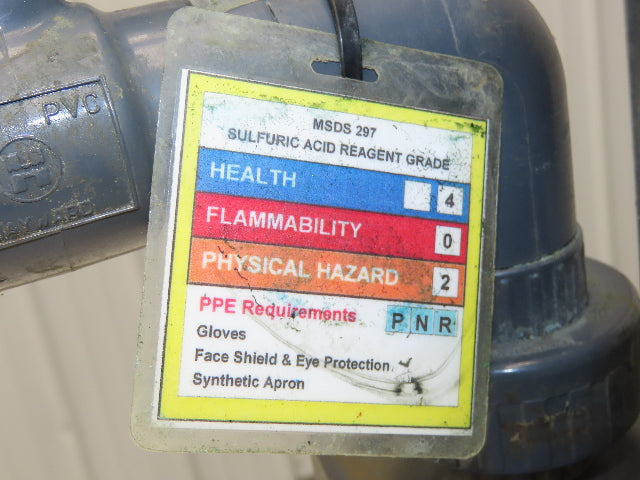 PVC
MSDS 297
SULFURIC ACID REAGENT GRADE
HEALTH 4
FLAMMABILITY 0
PHYSICAL HAZARD 2
PPE Requirements P N R
Gloves
Face Shield & Eye Protection
Synthetic Apron